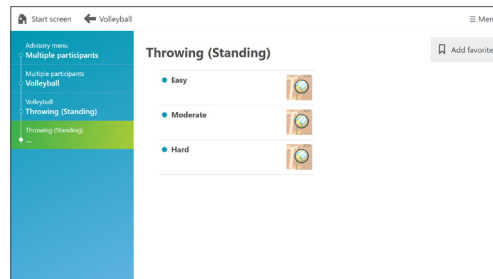 Start screen
Volleyball
Men
Advisory menu
Multiple participants
Multiple participants
Volleyball
Volleyball
Throwing (Standing)
Throwing (Standing)
...
Throwing (Standing)
Add favorite
Easy
Moderate
Hard